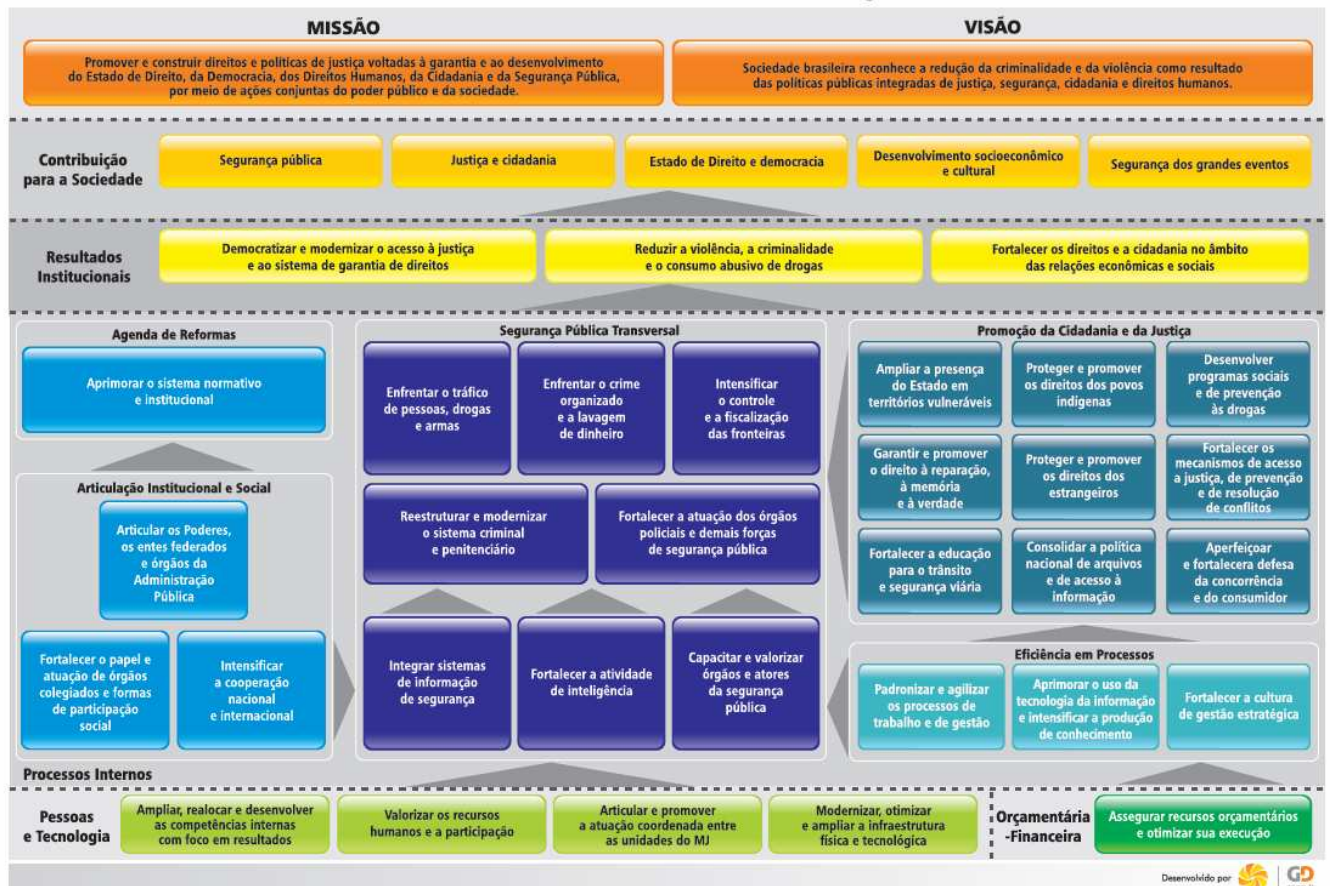 MISSÃO
VISÃO
Promover e construir direitos e políticas de justiça voltadas à garantia e ao desenvolvimento
do Estado de Direito, da Democracia, dos Direitos Humanos, da Cidadania e da Segurança Pública,
por meio de ações conjuntas do poder público e da sociedade.
Sociedade brasileira reconhece a redução da criminalidade e da violência como resultado
das políticas públicas integradas de justiça, segurança, cidadania e direitos humanos.
Contribuição
para a Sociedade
Segurança pública
Justiça e cidadania
Estado de Direito e democracia
Desenvolvimento socioeconômico
e cultural
Segurança dos grandes eventos
Resultados
Institucionais
Democratizar e modernizar o acesso à justiça
e ao sistema de garantia de direitos
Reduzir a violência, a criminalidade
e o consumo abusivo de drogas
Fortalecer os direitos e a cidadania no âmbito
das relações econômicas e sociais
Agenda de Reformas
Aprimorar o sistema normativo
e institucional
Articulação Institucional e Social
Articular os Poderes,
os entes federados
e órgãos da
Administração
Pública
Fortalecer o papel e
atuação de órgãos
colegiados e formas
de participação
social
Intensificar
a cooperação
nacional
e internacional
Segurança Pública Transversal
Enfrentar o tráfico
de pessoas, drogas
e armas
Enfrentar o crime
organizado
e a lavagem
de dinheiro
Intensificar
o controle
e a fiscalização
das fronteiras
Reestruturar e modernizar
o sistema criminal
e penitenciário
Fortalecer a atuação dos órgãos
policiais e demais forças
de segurança pública
Integrar sistemas
de informação
de segurança
Fortalecer a atividade
de inteligência
Capacitar e valorizar
órgãos e atores
da segurança
pública
Promoção da Cidadania e da Justiça
Ampliar a presença
do Estado em
territórios vulneráveis
Proteger e promover
os direitos dos povos
indígenas
Desenvolver
programas sociais
e de prevenção
às drogas
Garantir e promover
o direito à reparação,
à memória
e à verdade
Proteger e promover
os direitos dos
estrangeiros
Fortalecer os
mecanismos de acesso
a justiça, de prevenção
e de resolução
de conflitos
Fortalecer a educação
para o trânsito
e segurança viária
Consolidar a política
nacional de arquivos
e de acesso à
informação
Aperfeiçoar
e fortalecera defesa
da concorrência
e do consumidor
Eficiência em Processos
Padronizar e agilizar
os processos de
trabalho e de gestão
Aprimorar o uso da
tecnologia da informação
e intensificar a produção
de conhecimento
Fortalecer a cultura
de gestão estratégica
Processos Internos
Pessoas
e Tecnologia
Ampliar, realocar e desenvolver
as competências internas
com foco em resultados
Valorizar os recursos
humanos e a participação
Articular e promover
a atuação coordenada entre
as unidades do MJ
Modernizar, otimizar
e ampliar a infraestrutura
física e tecnológica
Orçamentária
-Financeira
Assegurar recursos orçamentários
e otimizar sua execução
Desenvolvido por
GD